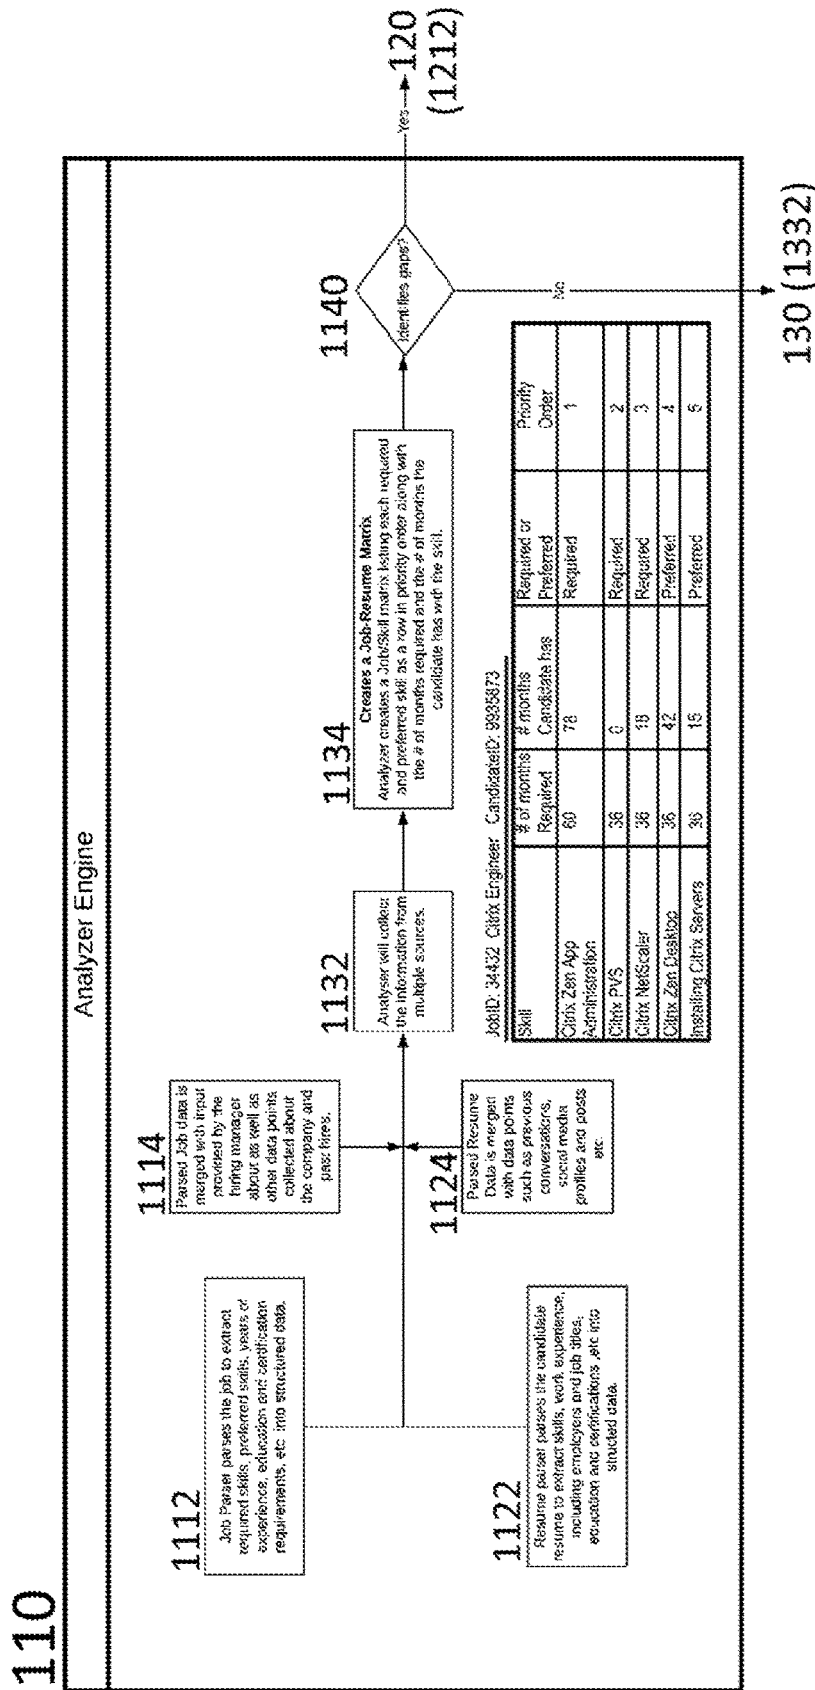 110
Analyzer Engine
1112
Job Parser parses the job to extract
required skills, preferred skills, years of
experience, education and certification
requirements, etc into structured data.
1122
Resume parser parses the candidate
resume to extract skills, work experience,
including employers and job titles,
education and certifications ,etc into
structed data.
1114
Parsed Job data is
merged with input
provided by the
hiring manager
about as well as
other data points
collected about
the company and
past hires.
1124
Parsed Resume
Data is merged
with data points
such as previous
conversations,
social media
profiles and posts
etc
1132
Analyser will collect
the information from
multiple sources.
1134
Creates a Job-Resume Matrix
Analyzer creates a Job/Skill matrix listing each required
and preferred skill as a row in priority order along with
the # of months required and the # of months the
candidate has with the skill.
1140
Identifies gaps?
Yes
120
(1212)
No
130 (1332)
JobID: 34432 Citrix Engineer CandidateID: 9935873
Skill # of months Required # months Candidate has Required or Preferred Priority Order
Citrix Zen App Administration 60 78 Required 1
Citrix PVS 36 0 Required 2
Citrix NetScaler 36 18 Required 3
Citrix Zen Desktop 36 42 Preferred 4
Installing Citrix Servers 36 15 Preferred 5